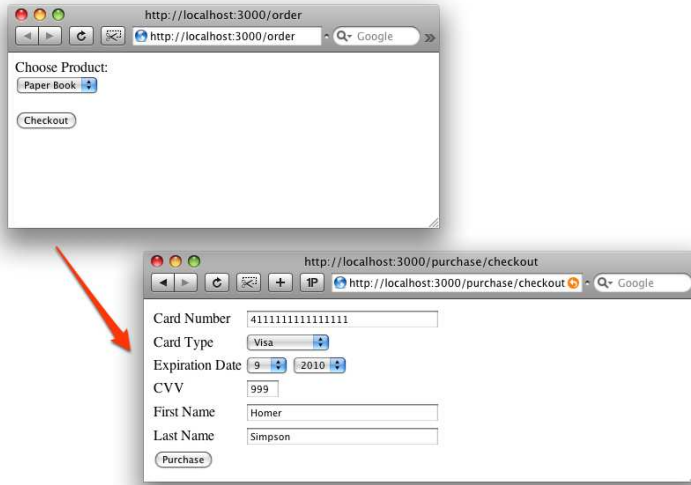 http://localhost:3000/order
http://localhost:3000/order
Google
Choose Product:
Paper Book
Checkout
http://localhost:3000/purchase/checkout
+ 1P http://localhost:3000/purchase/checkout Google
Card Number 4111111111111111
Card Type Visa
Expiration Date 9 2010
CVV 999
First Name Homer
Last Name Simpson
Purchase